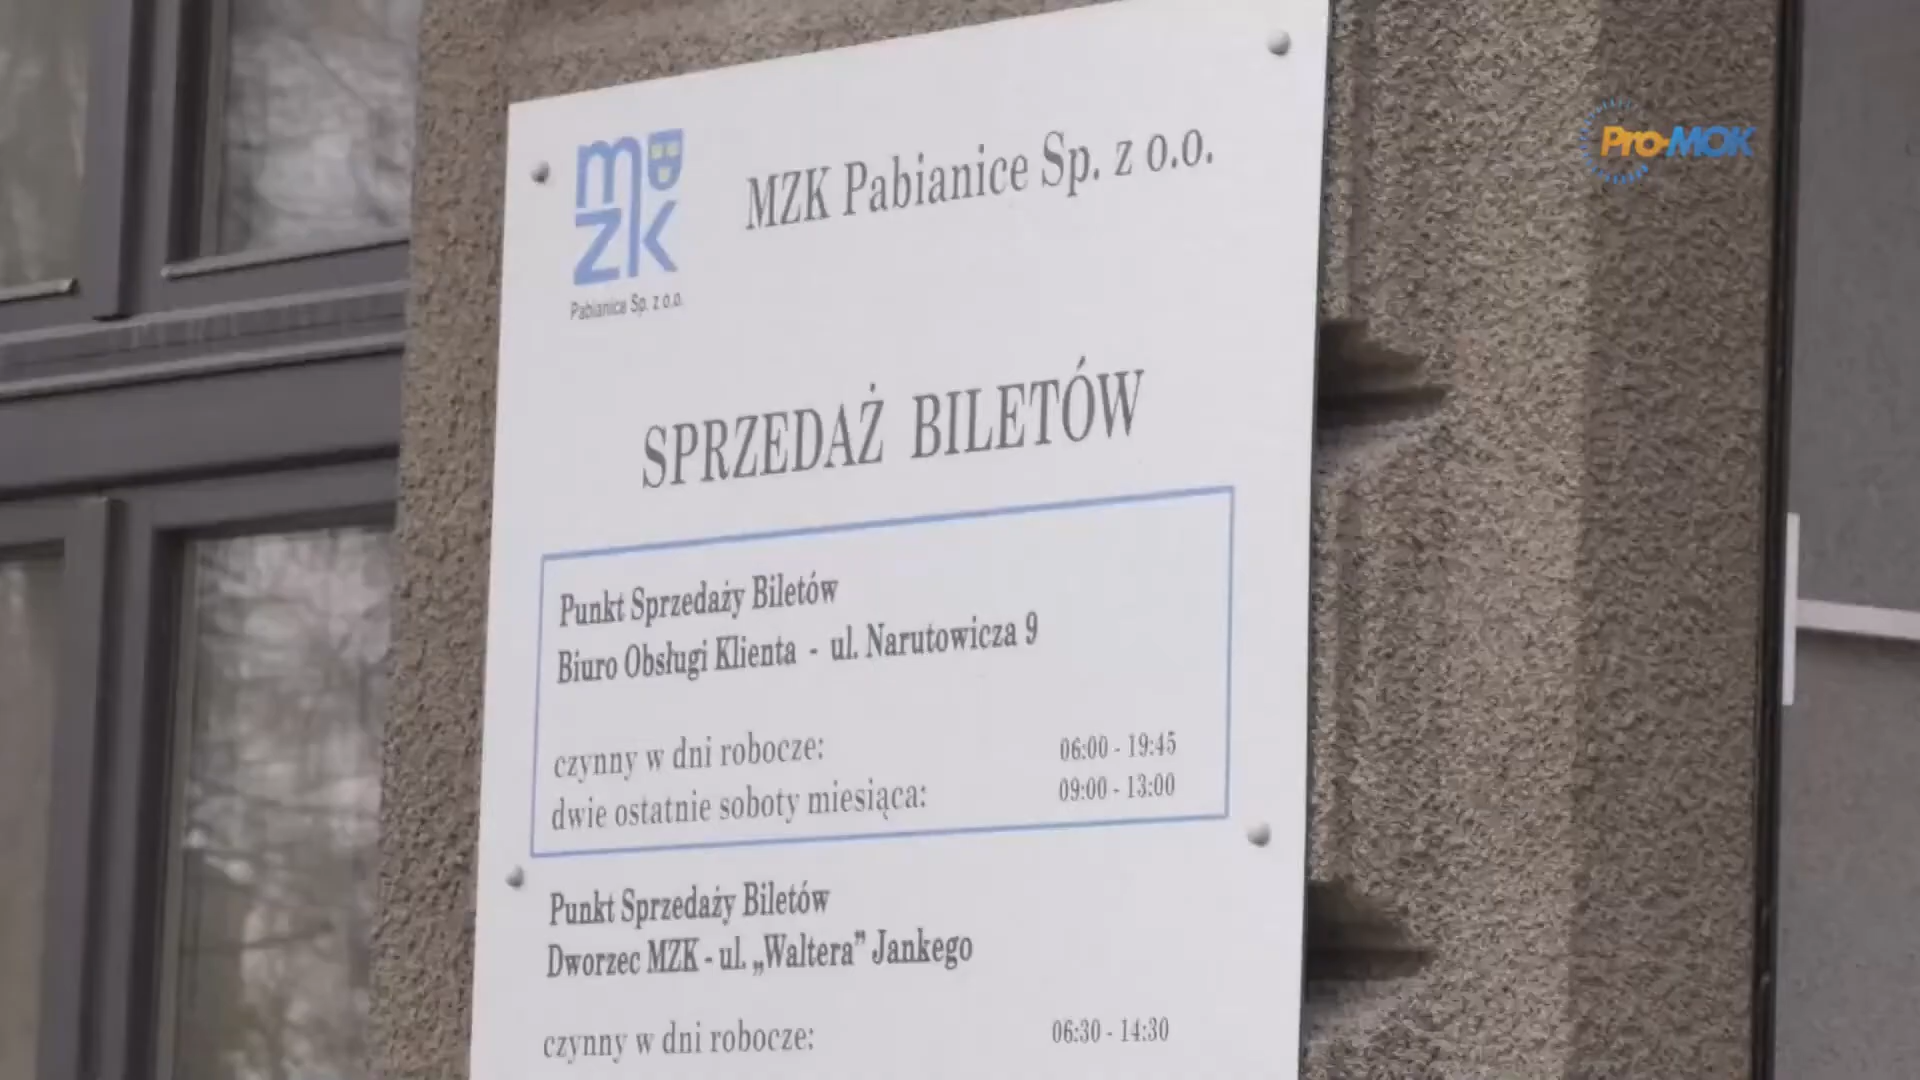 Pro-MOK
mzk
Pabianice Sp. z o.o.
MZK Pabianice Sp. z o.o.
SPRZEDAŻ BILETÓW
Punkt Sprzedaży Biletów
Biuro Obsługi Klienta - ul. Narutowicza 9
czynny w dni robocze: 06:00 - 19:45
dwie ostatnie soboty miesiąca: 09:00 - 13:00
Punkt Sprzedaży Biletów
Dworzec MZK - ul. „Waltera” Jankego
czynny w dni robocze: 06:30 - 14:30